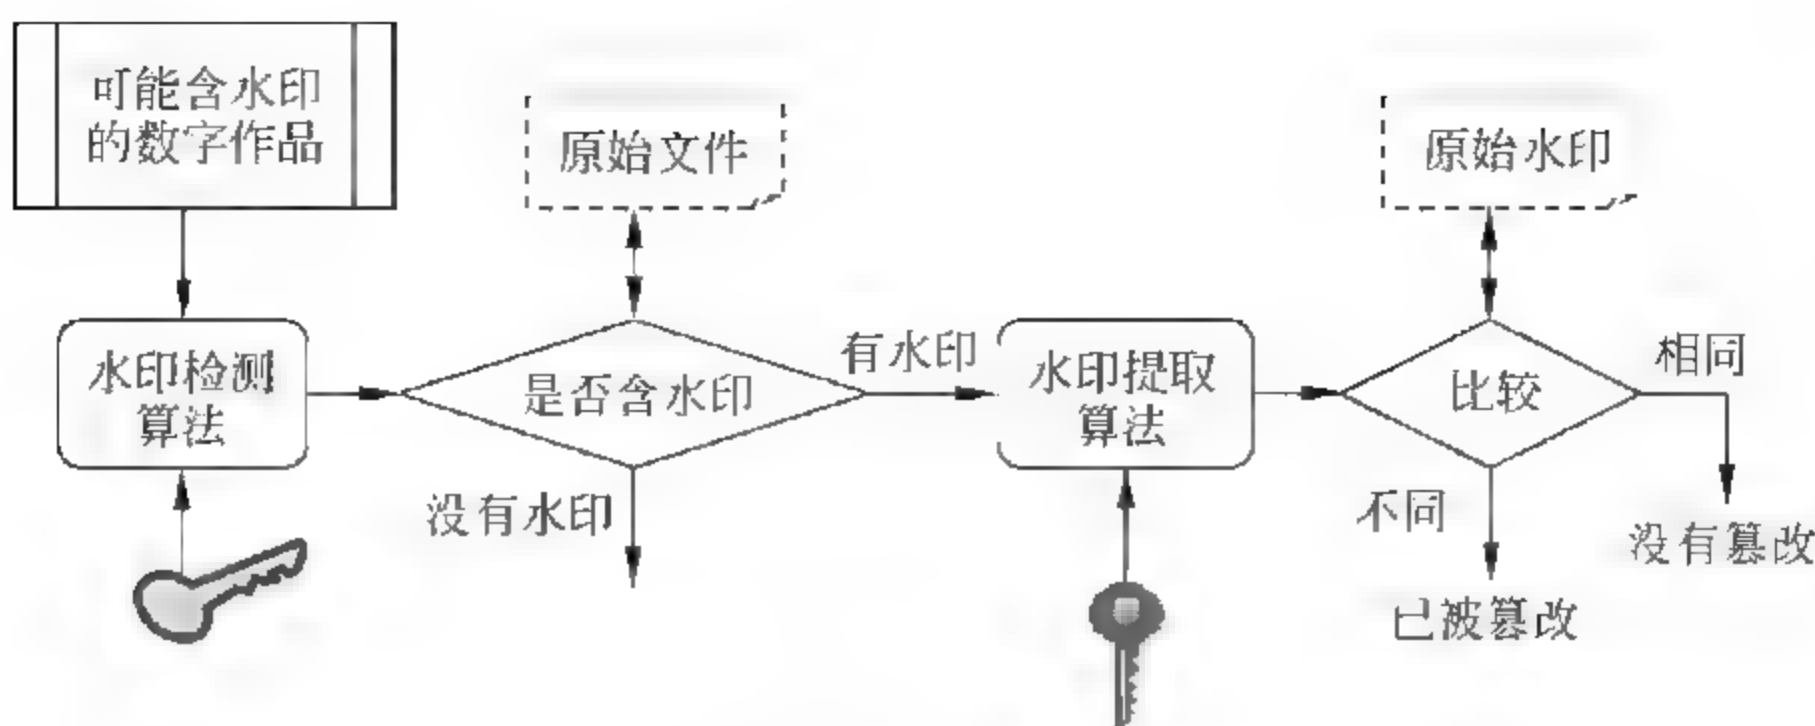 可能含水印
的数字作品
原始文件
原始水印
水印检测
算法
是否含水印
有水印
没有水印
水印提取
算法
比较
相同
不同
没有篡改
已被篡改